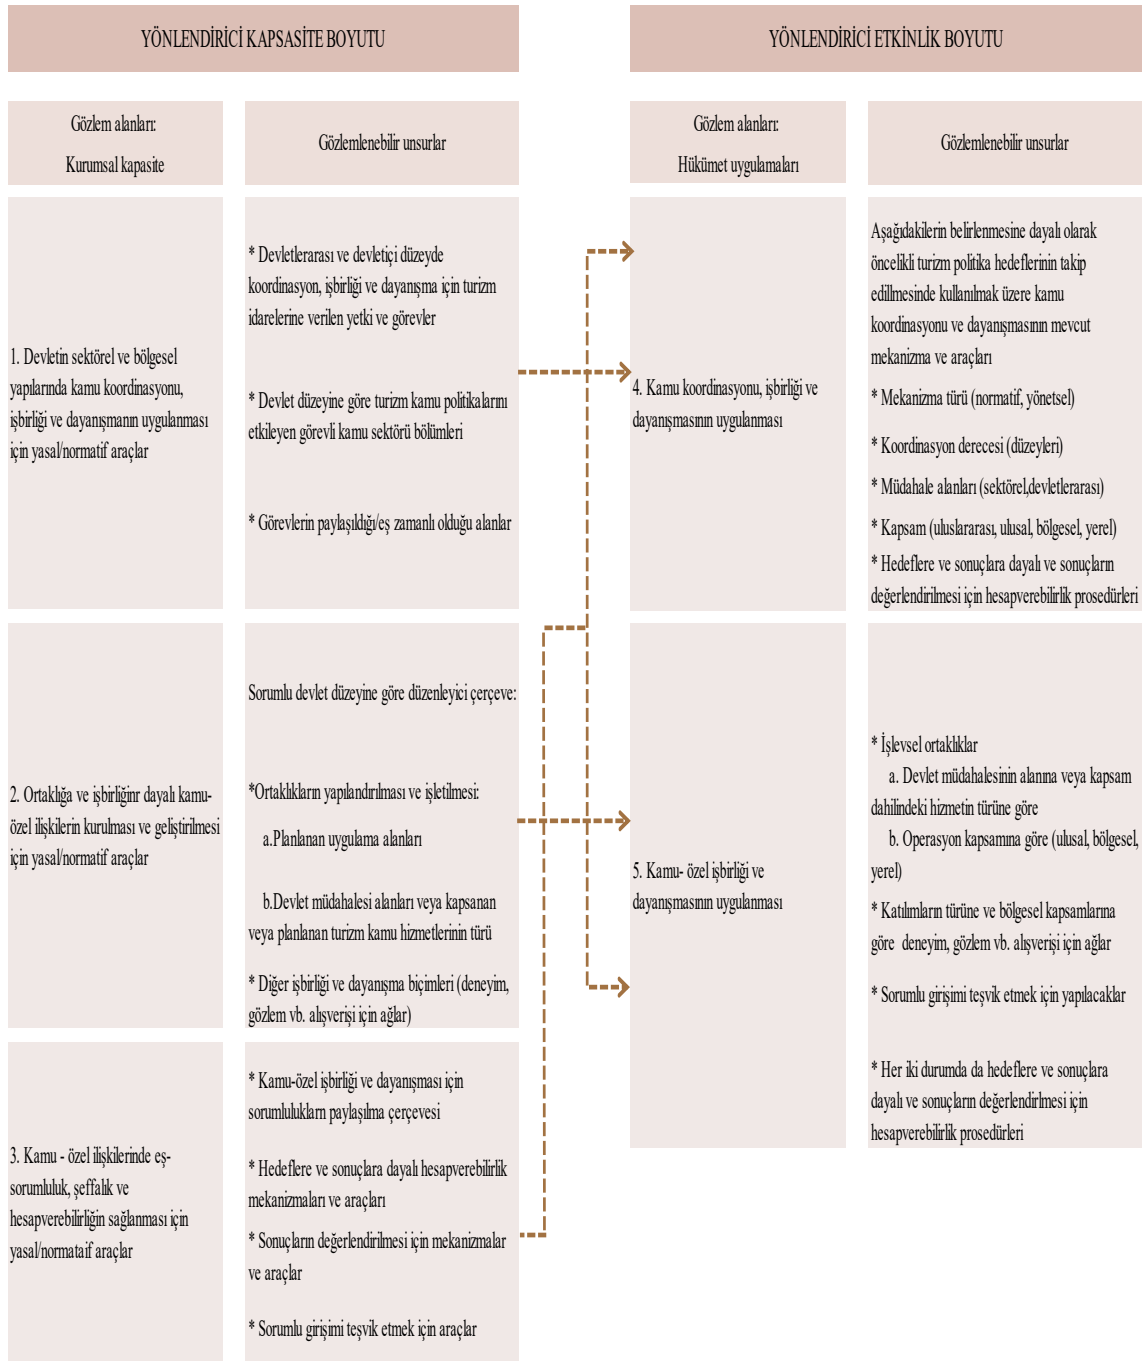 YÖNLENDİRİCİ KAPSASİTE BOYUTU
Gözlem alanları:
Kurumsal kapasite
Gözlemlenebilir unsurlar
1. Devletin sektörel ve bölgesel
yapılarında kamu koordinasyonu,
işbirliği ve dayanışmanın uygulanması
için yasal/normatif araçlar
* Devletlerarası ve devletiçi düzeyde
koordinasyon, işbirliği ve dayanışma için turizm
idarelerine verilen yetki ve görevler
* Devlet düzeyine göre turizm kamu politikalarını
etkileyen görevli kamu sektörü bölümleri
* Görevlerin paylaşıldığı/eş zamanlı olduğu alanlar
2. Ortaklığa ve işbirliğinr dayalı kamu-
özel ilişkilerin kurulması ve geliştirilmesi
için yasal/normatif araçlar
Sorumlu devlet düzeyine göre düzenleyici çerçeve:
*Ortaklıkların yapılandırılması ve işletilmesi:
a.Planlanan uygulama alanları
b.Devlet müdahalesi alanları veya kapsanan
veya planlanan turizm kamu hizmetlerinin türü
* Diğer işbirliği ve dayanışma biçimleri (deneyim,
gözlem vb. alışverişi için ağlar)
3. Kamu - özel ilişkilerinde eş-
sorumluluk, şeffalık ve
hesapverebilirliğin sağlanması için
yasal/normataif araçlar
* Kamu-özel işbirliği ve dayanışması için
sorumluluklarn paylaşılma çerçevesi
* Hedeflere ve sonuçlara dayalı hesapverebilirlik
mekanizmaları ve araçları
* Sonuçların değerlendirilmesi için mekanizmalar
ve araçlar
* Sorumlu girişimi teşvik etmek için araçlar
YÖNLENDİRİCİ ETKİNLİK BOYUTU
Gözlem alanları:
Hükümet uygulamaları
Gözlemlenebilir unsurlar
4. Kamu koordinasyonu, işbirliği ve
dayanışmasının uygulanması
Aşağıdakilerin belirlenmesine dayalı olarak
öncelikli turizm politika hedeflerinin takip
edillmesinde kullanılmak üzere kamu
koordinasyonu ve dayanışmasının mevcut
mekanizma ve araçları
* Mekanizma türü (normatif, yönetsel)
* Koordinasyon derecesi (düzeyleri)
* Müdahale alanları (sektörel,devletlerarası)
* Kapsam (uluslararası, ulusal, bölgesel, yerel)
* Hedeflere ve sonuçlara dayalı ve sonuçların
değerlendirilmesi için hesapverebilirlik prosedürleri
5. Kamu- özel işbirliği ve
dayanışmasının uygulanması
* İşlevsel ortaklıklar
a. Devlet müdahalesinin alanına veya kapsam
dahilindeki hizmetin türüne göre
b. Operasyon kapsamına göre (ulusal, bölgesel,
yerel)
* Katılımların türüne ve bölgesel kapsamlarına
göre deneyim, gözlem vb. alışverişi için ağlar
* Sorumlu girişimi teşvik etmek için yapılacaklar
* Her iki durumda da hedeflere ve sonuçlara
dayalı ve sonuçların değerlendirlmesi için
hesapverebilirlik prosedürleri